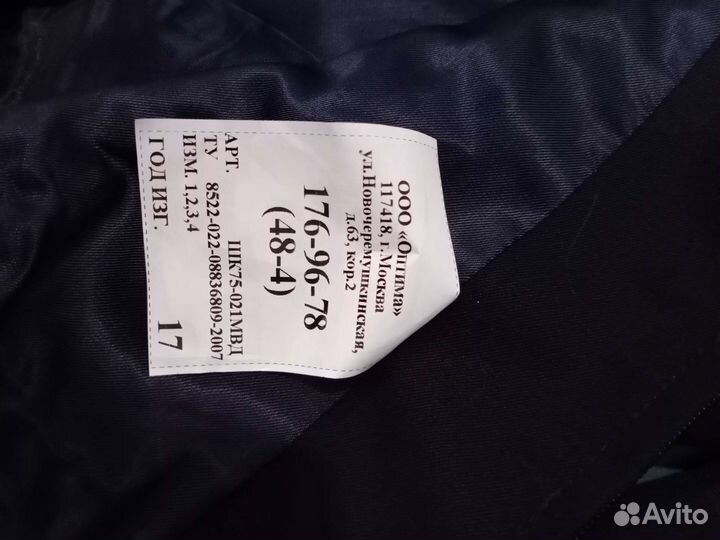 ООО «Оптима»
117418, г.Москва
ул.Новочеремушкинская,
д.63, кор.2
176-96-78
(48-4)
АРТ. ШК75-021МВД
ТУ 8522-022-08836809-2007
ИЗМ. 1,2,3,4
ГОД ИЗГ. 17
Avito